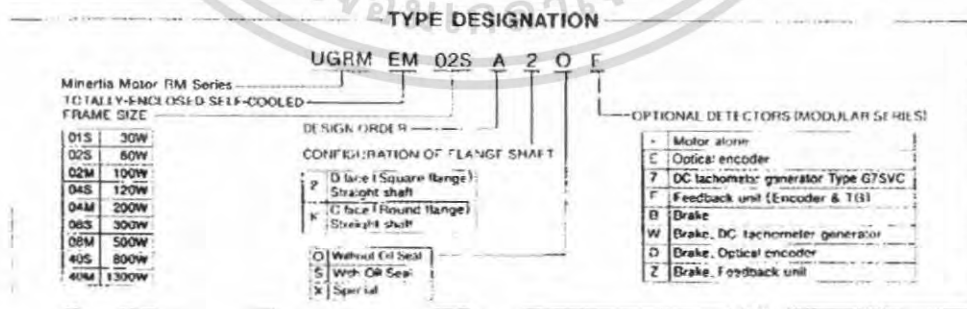 TYPE DESIGNATION
UGRM EM 02S A 2 O F
Minertia Motor RM Series
TOTALLY-ENCLOSED SELF-COOLED
FRAME SIZE
01S 30W
02S 60W
02M 100W
04S 120W
04M 200W
08S 300W
08M 500W
40S 800W
40M 1300W
DESIGN ORDER
CONFIGURATION OF FLANGE SHAFT
2 D face (Square flange) Straight shaft
K C face (Round flange) Straight shaft
O Without Oil Seal
S With Oil Seal
X Special
OPTIONAL DETECTORS (MODULAR SERIES)
- Motor alone
E Optical encoder
7 DC tachometer generator Type G7SVC
F Feedback unit (Encoder & TG)
B Brake
W Brake, DC tachometer generator
D Brake, Optical encoder
Z Brake, Feedback unit